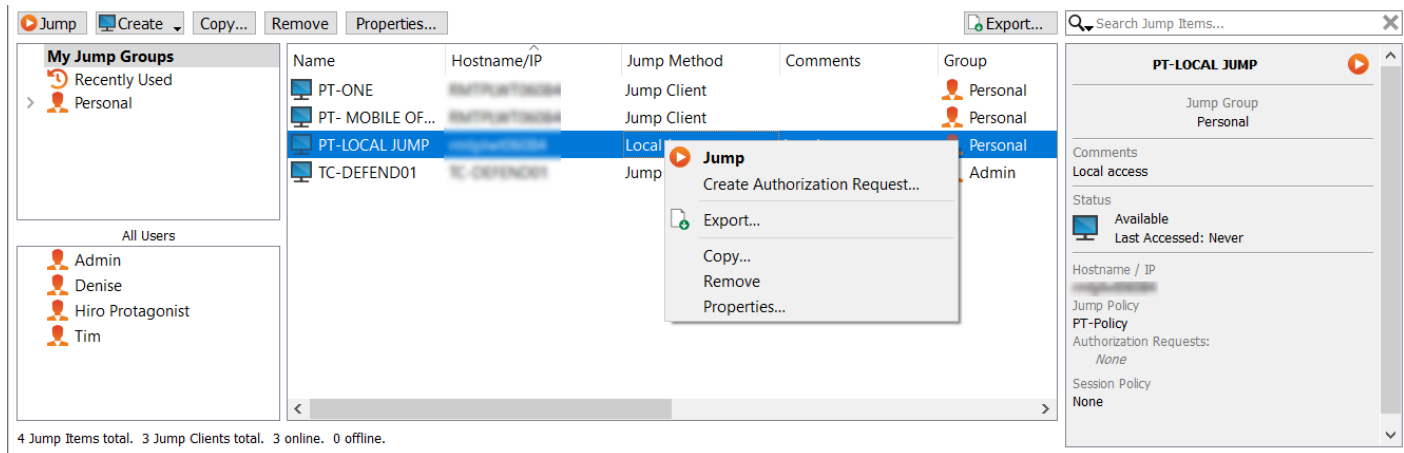 Jump Create Copy... Remove Properties... Export... Search Jump Items...
My Jump Groups
Recently Used
Personal
All Users
Admin
Denise
Hiro Protagonist
Tim
Name Hostname/IP Jump Method Comments Group
PT-ONE Jump Client Personal
PT- MOBILE OF... Jump Client Personal
PT-LOCAL JUMP Local Personal
TC-DEFEND01 TC-DEFEND01 Jump Admin
Jump
Create Authorization Request...
Export...
Copy...
Remove
Properties...
PT-LOCAL JUMP
Jump Group
Personal
Comments
Local access
Status
Available
Last Accessed: Never
Hostname / IP
Jump Policy
PT-Policy
Authorization Requests:
None
Session Policy
None
4 Jump Items total. 3 Jump Clients total. 3 online. 0 offline.